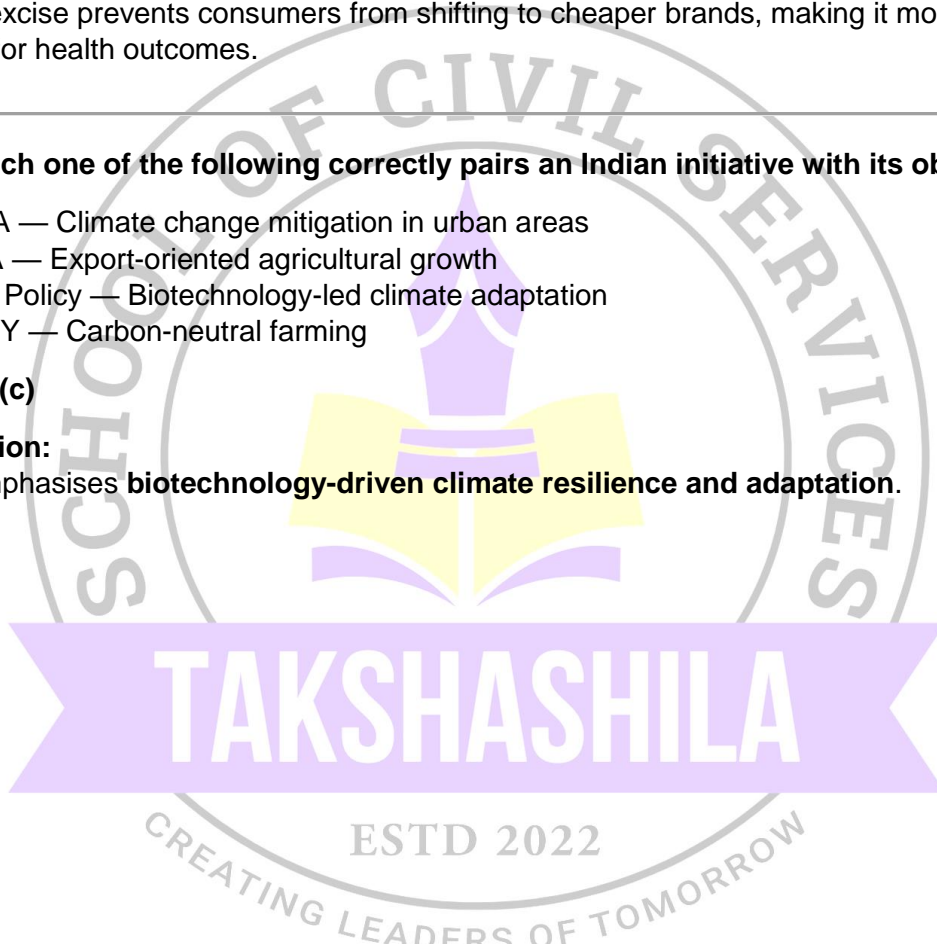 excise prevents consumers from shifting to cheaper brands, making it mo
or health outcomes.
ch one of the following correctly pairs an Indian initiative with its ob
A — Climate change mitigation in urban areas
A — Export-oriented agricultural growth
Policy — Biotechnology-led climate adaptation
Y — Carbon-neutral farming
(c)
ion:
nphasises biotechnology-driven climate resilience and adaptation.
SCHOOL OF CIVIL SERVICES
TAKSHASHILA
ESTD 2022
CREATING LEADERS OF TOMORROW